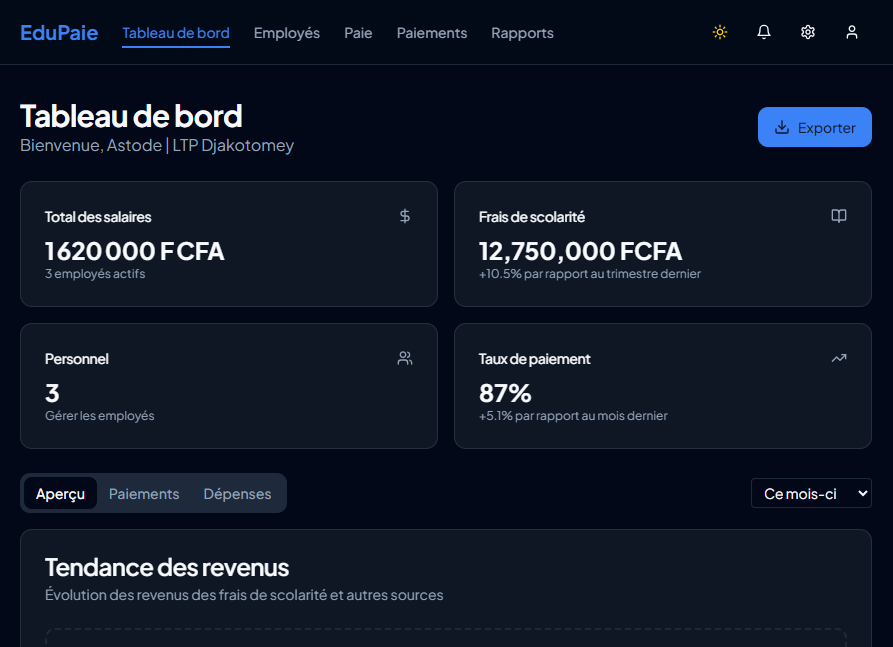 EduPaie Tableau de bord Employés Paie Paiements Rapports
Tableau de bord
Bienvenue, Astode | LTP Djakotomey
Exporter
Total des salaires
1 620 000 F CFA
3 employés actifs
Frais de scolarité
12,750,000 FCFA
+10.5% par rapport au trimestre dernier
Personnel
3
Gérer les employés
Taux de paiement
87%
+5.1% par rapport au mois dernier
Aperçu Paiements Dépenses
Ce mois-ci
Tendance des revenus
Évolution des revenus des frais de scolarité et autres sources